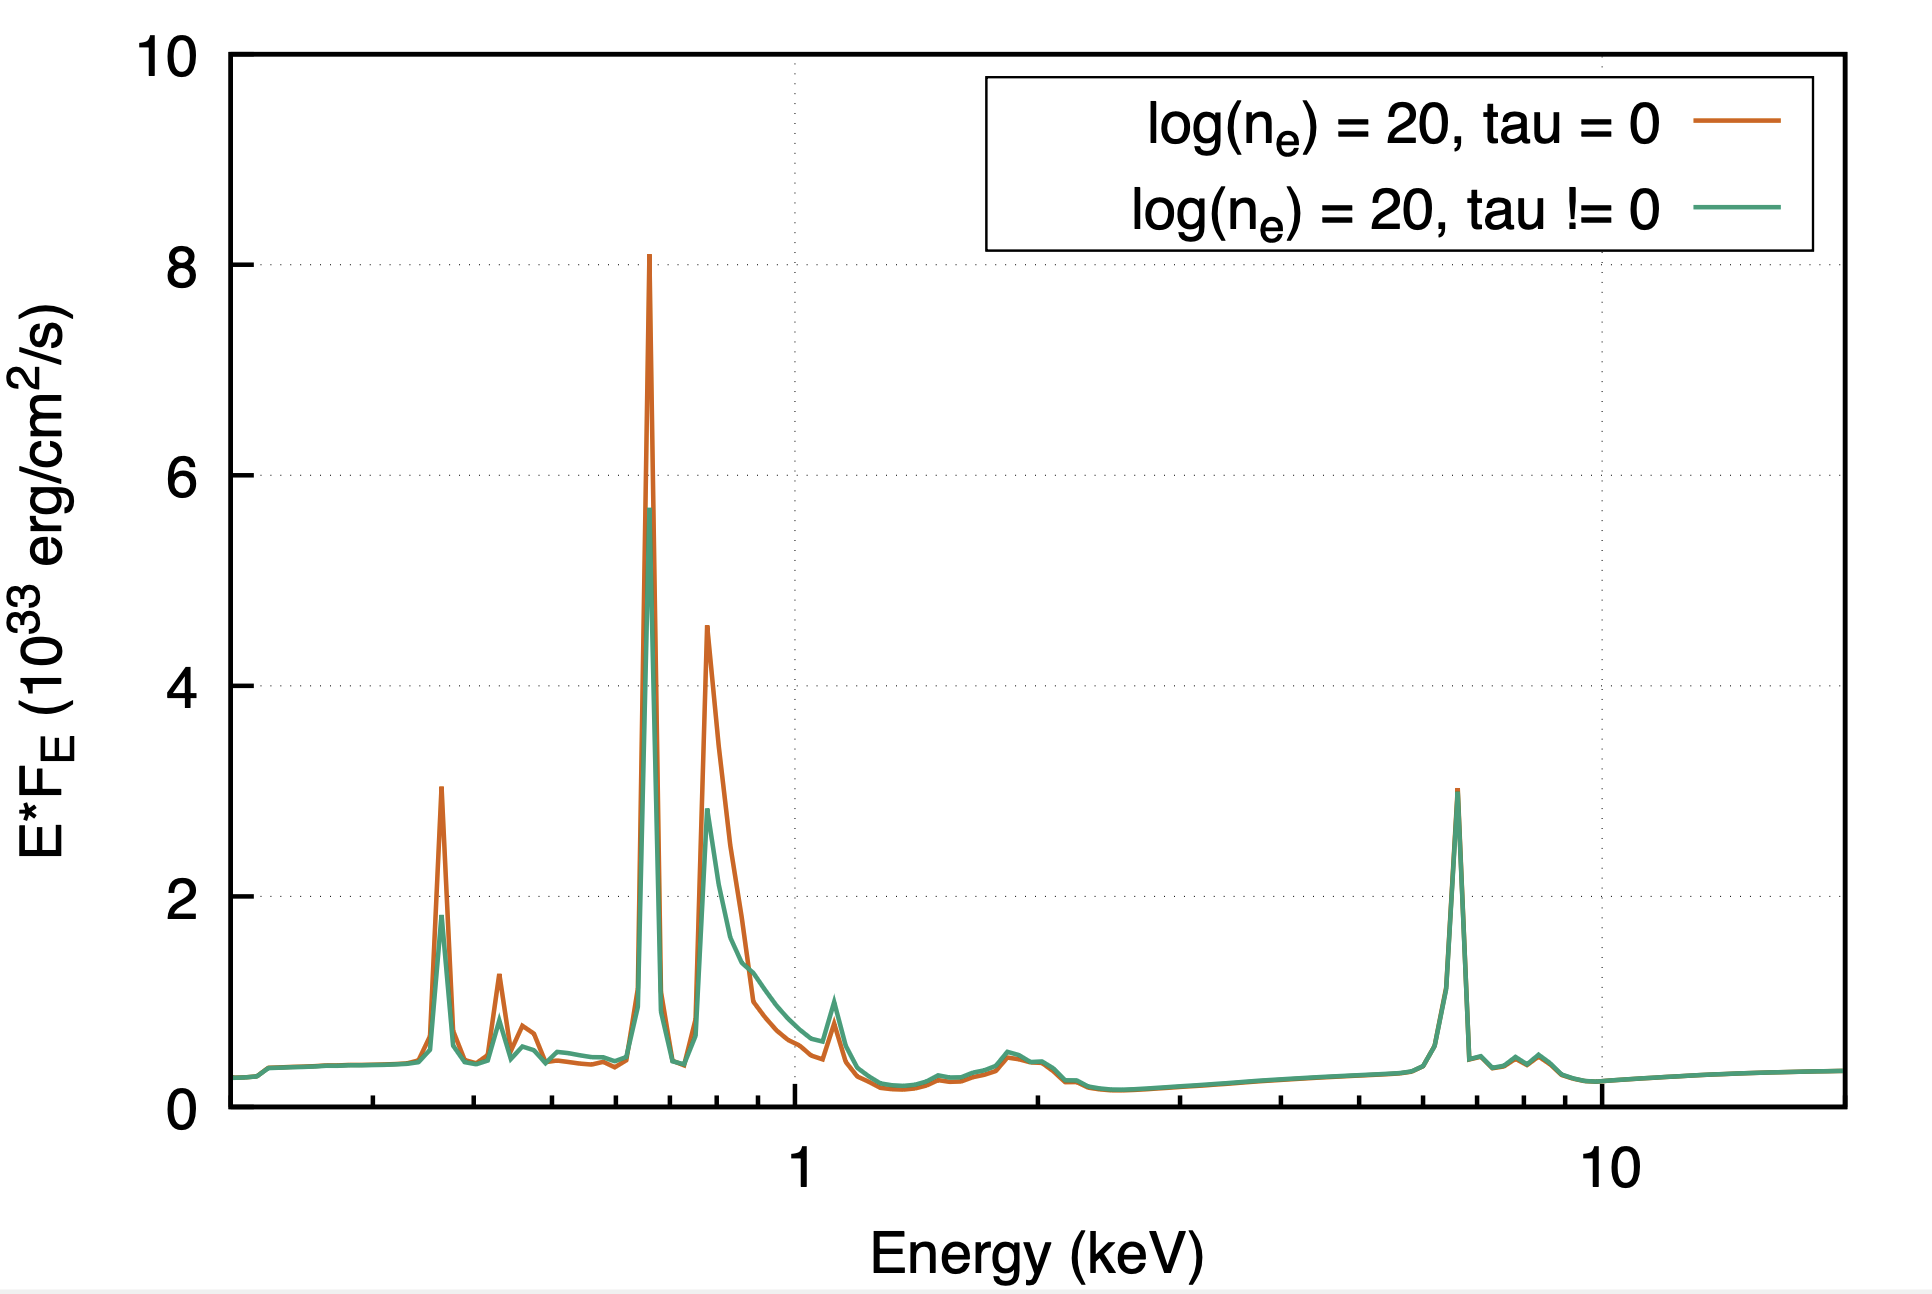 10
8
6
4
2
0
E*F_E (10^33 erg/cm^2/s)
log(n_e) = 20, tau = 0
log(n_e) = 20, tau != 0
1
10
Energy (keV)